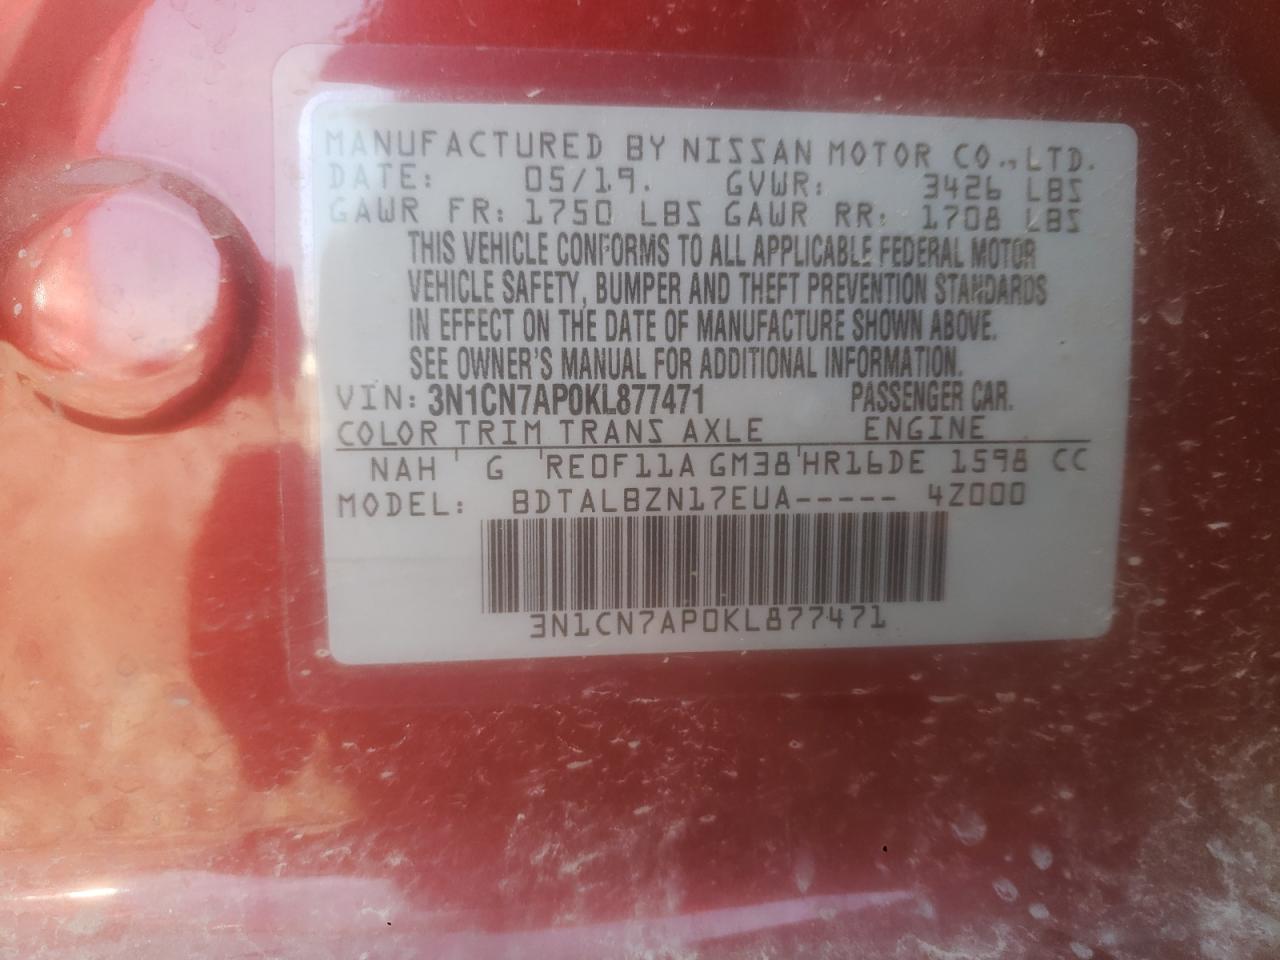 MANUFACTURED BY NISSAN MOTOR CO., LTD.
DATE: 05/19. GVWR: 3426 LBS
GAWR FR: 1750 LBS GAWR RR: 1708 LBS
THIS VEHICLE CONFORMS TO ALL APPLICABLE FEDERAL MOTOR
VEHICLE SAFETY, BUMPER AND THEFT PREVENTION STANDARDS
IN EFFECT ON THE DATE OF MANUFACTURE SHOWN ABOVE.
SEE OWNER'S MANUAL FOR ADDITIONAL INFORMATION.
VIN: 3N1CN7AP0KL877471 PASSENGER CAR.
COLOR TRIM TRANS AXLE ENGINE
NAH G RE0F11A GM38 HR16DE 1598 CC
MODEL: BDTALBZN17EUA----- 4Z000
3N1CN7AP0KL877471